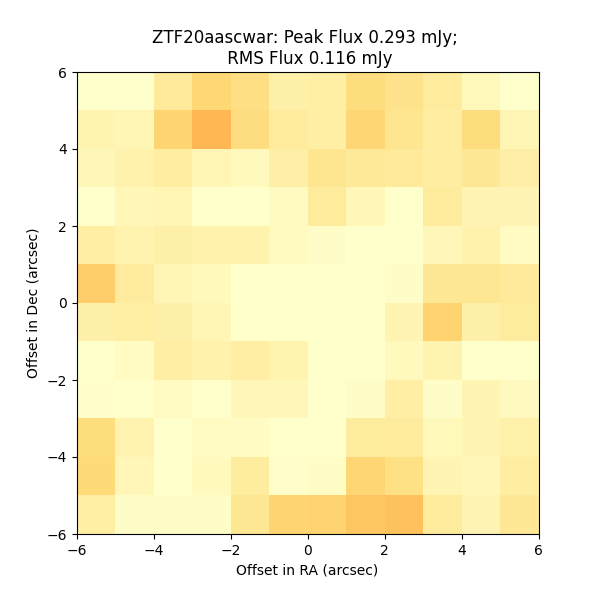 ZTF20aascwar: Peak Flux 0.293 mJy;
RMS Flux 0.116 mJy
6
4
2
0
−2
−4
−6
Offset in Dec (arcsec)
−6 −4 −2 0 2 4 6
Offset in RA (arcsec)